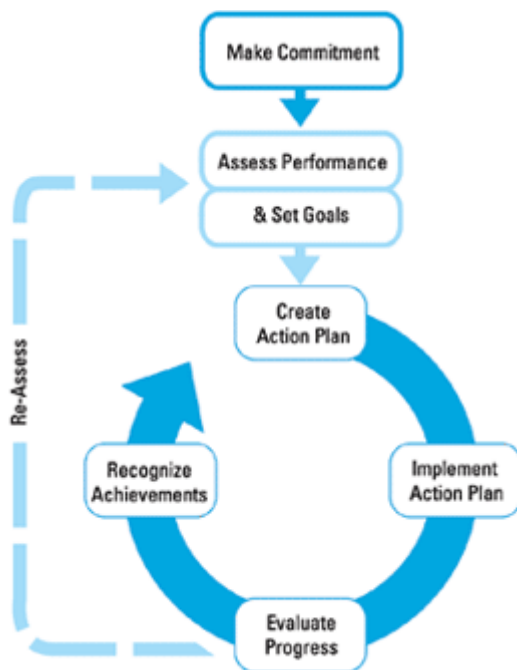 Make Commitment
Assess Performance
& Set Goals
Create
Action Plan
Re-Assess
Recognize
Achievements
Implement
Action Plan
Evaluate
Progress